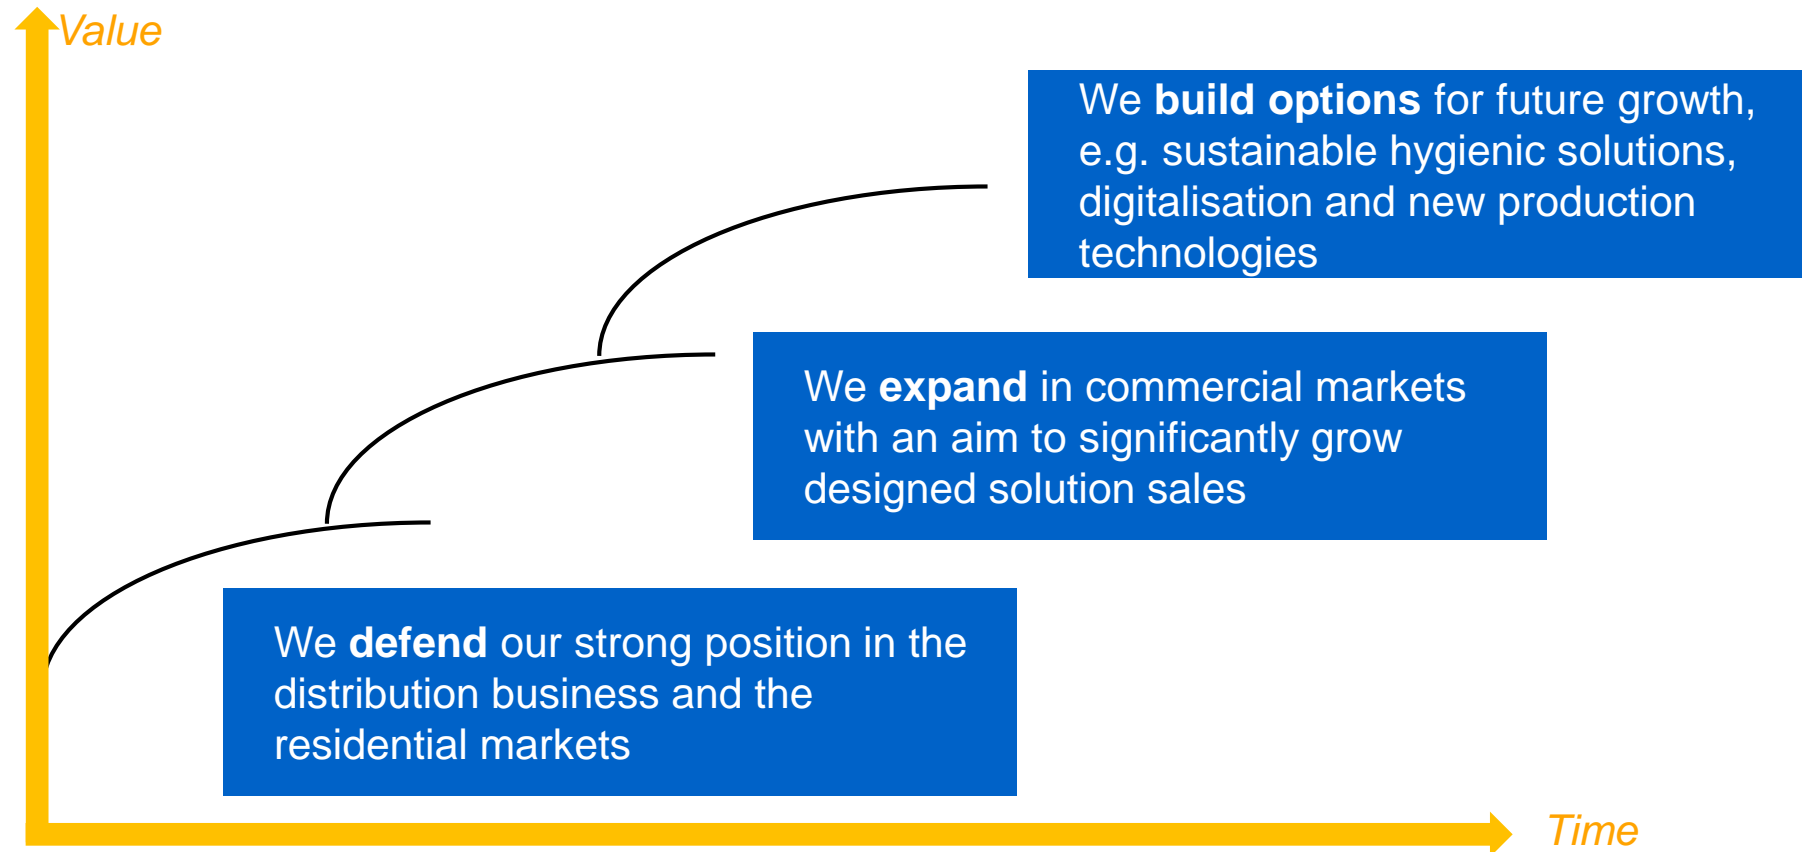 Value
We build options for future growth,
e.g. sustainable hygienic solutions,
digitalisation and new production
technologies
We expand in commercial markets
with an aim to significantly grow
designed solution sales
We defend our strong position in the
distribution business and the
residential markets
Time